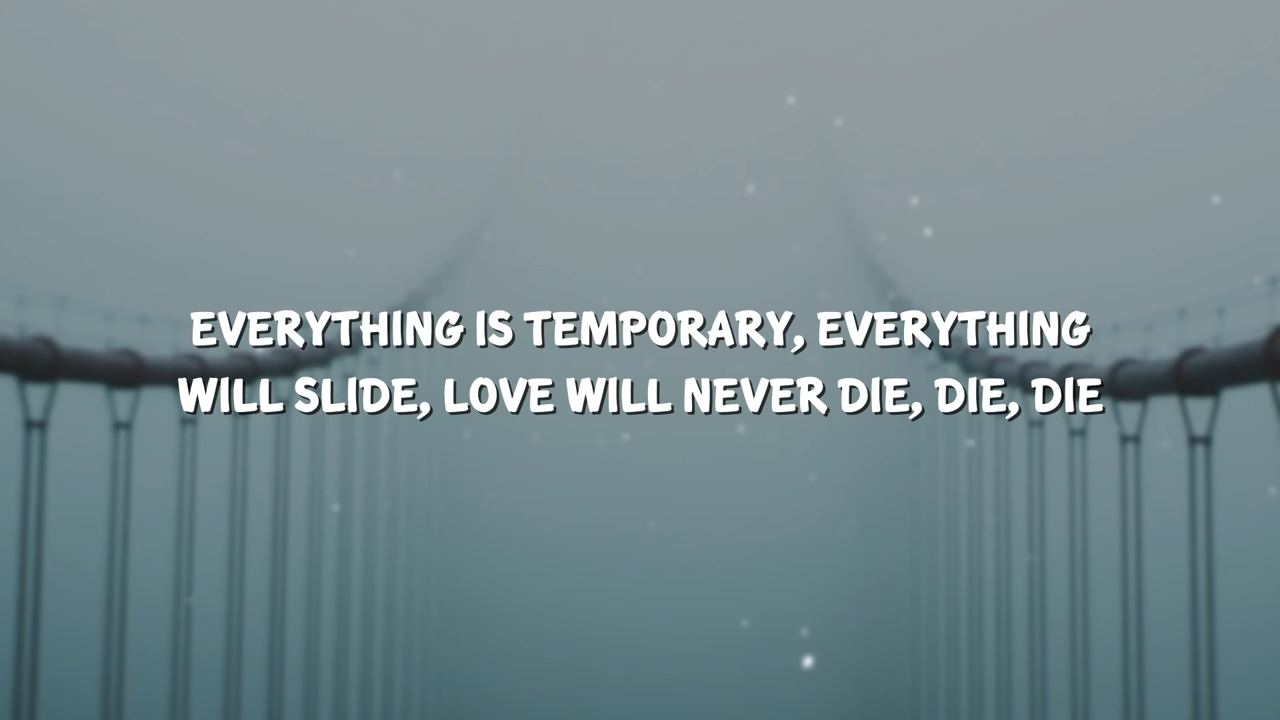 EVERYTHING IS TEMPORARY, EVERYTHING
WILL SLIDE, LOVE WILL NEVER DIE, DIE, DIE